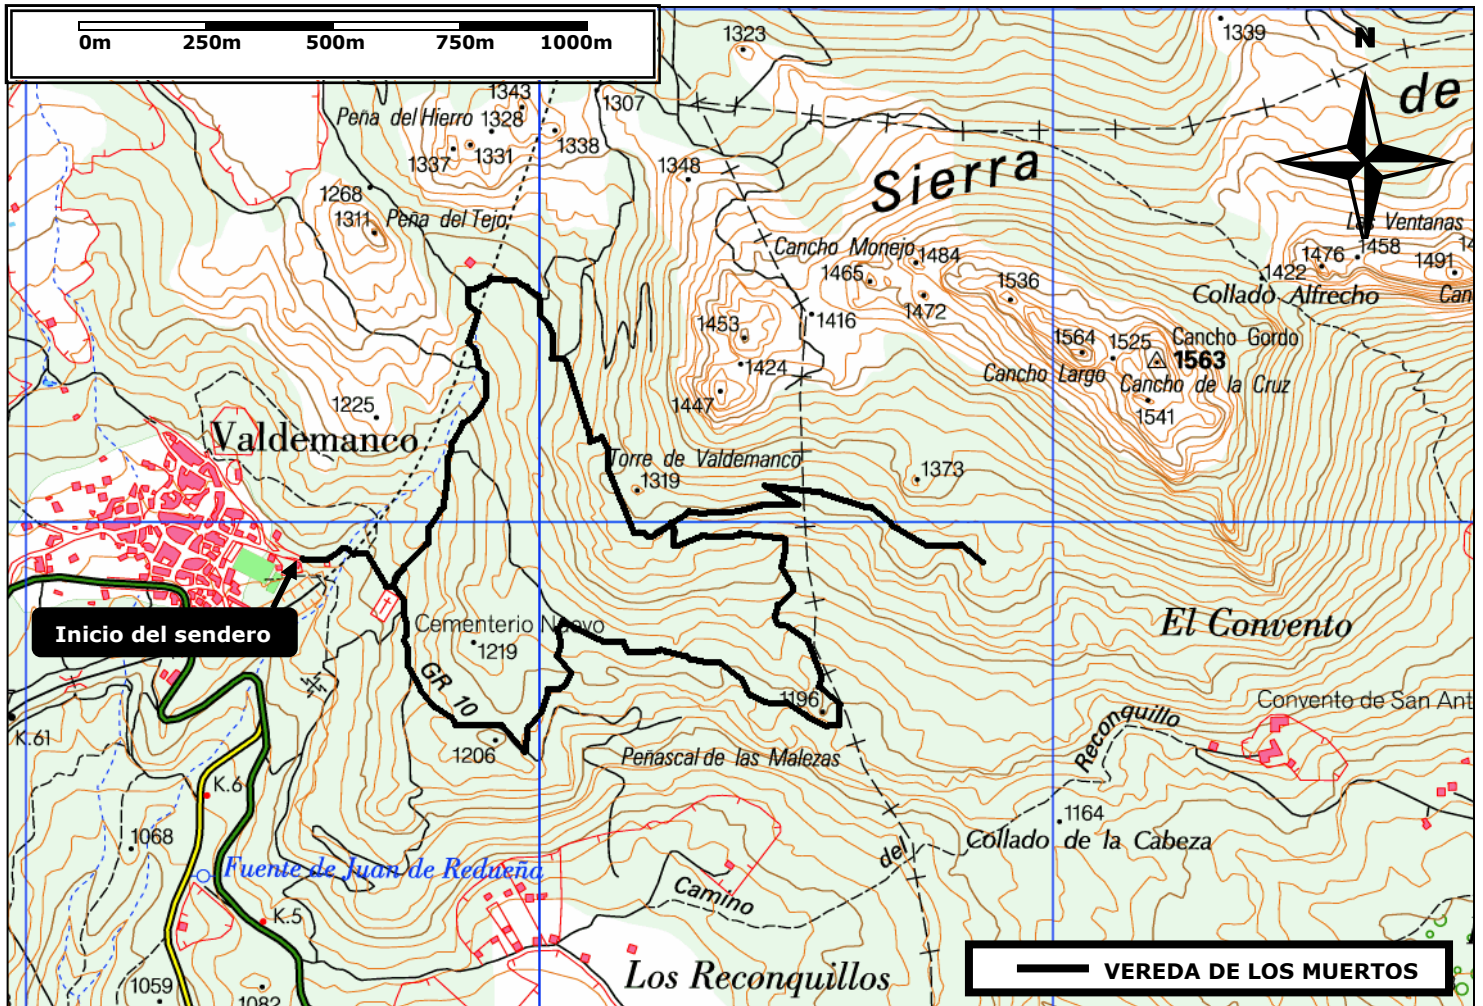 0m 250m 500m 750m 1000m
1323
1339
N
de
1343
1307
Peña del Hierro
1328
1338
1337
1331
1348
Sierra
1268
1311
Peña del Tejo
Las Ventanas
Cancho Monejo
1484
1476
1458
14
1465
1422
1491
1536
Collado Alfrecho
Can
1472
1416
1453
1564
1525
Cancho Gordo
1563
1424
Cancho Largo
Cancho de la Cruz
1447
1541
1225
Valdemanco
Torre de Valdemanco
1319
1373
Inicio del sendero
Cementerio Nuevo
1219
El Convento
GR 10
1196
Convento de San Ant
Reconquillo
K.61
1206
Peñascal de las Malezas
K.6
1164
1068
Collado de la Cabeza
del
Fuente de Juan de Redueña
Camino
K.5
Los Reconquillos
VEREDA DE LOS MUERTOS
1059
1082